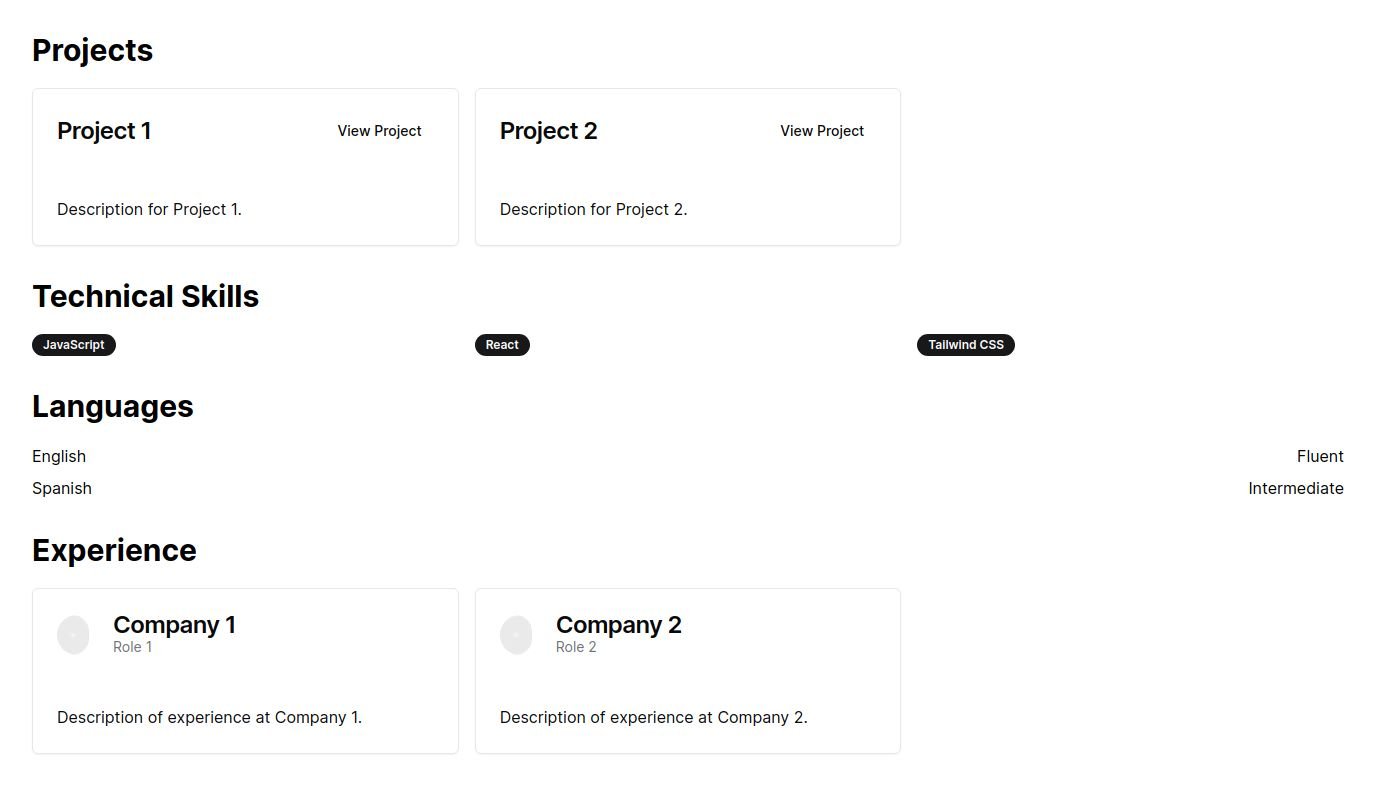 Projects
Project 1
View Project
Project 2
View Project
Description for Project 1.
Description for Project 2.
Technical Skills
JavaScript
React
Tailwind CSS
Languages
English
Fluent
Spanish
Intermediate
Experience
Company 1
Role 1
Company 2
Role 2
Description of experience at Company 1.
Description of experience at Company 2.